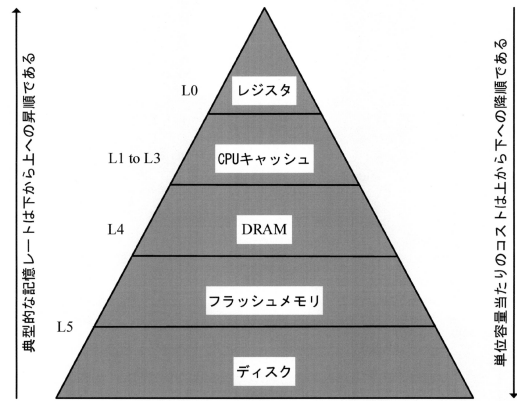 典型的な記憶レートは下から上への昇順である
L0
レジスタ
L1 to L3
CPUキャッシュ
L4
DRAM
フラッシュメモリ
L5
ディスク
単位容量当たりのコストは上から下への降順である